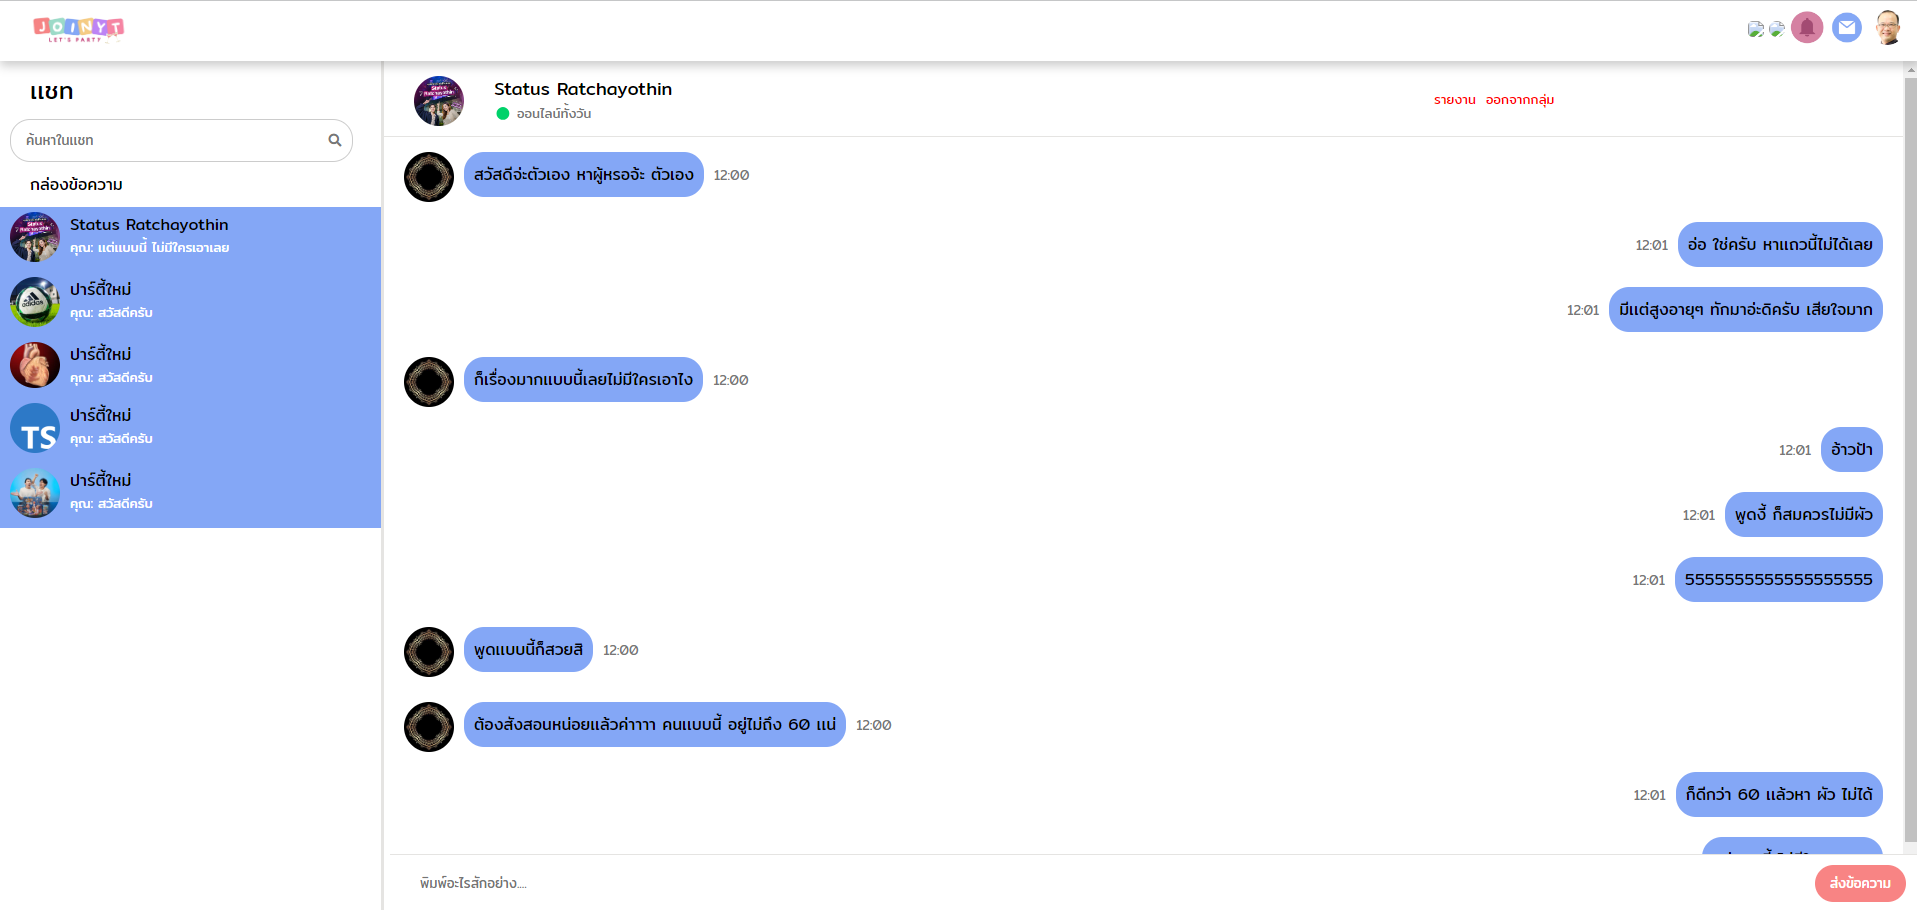 JOINYT
LET'S PARTY
แชท
ค้นหาในแชท
กล่องข้อความ
Status Ratchayothin
คุณ: แต่แบบนี้ ไม่มีใครเอาเลย
ปาร์ตี้ใหม่
คุณ: สวัสดีครับ
ปาร์ตี้ใหม่
คุณ: สวัสดีครับ
TS
ปาร์ตี้ใหม่
คุณ: สวัสดีครับ
ปาร์ตี้ใหม่
คุณ: สวัสดีครับ
Status Ratchayothin
ออนไลน์ทั้งวัน
รายงาน ออกจากกลุ่ม
สวัสดีจ่ะตัวเอง หาผู้หรอจ้ะ ตัวเอง 12:00
12:01 อ่อ ใช่ครับ หาแถวนี้ไม่ได้เลย
12:01 มีแต่สูงอายุๆ ทักมาอ่ะดิครับ เสียใจมาก
ก็เรื่องมากแบบนี้เลยไม่มีใครเอาไง 12:00
12:01 อ้าวป้า
12:01 พูดงี้ ก็สมควรไม่มีผัว
12:01 5555555555555555555
พูดแบบนี้ก็สวยสิ 12:00
ต้องสั่งสอนหน่อยแล้วค่าาาา คนแบบนี้ อยู่ไม่ถึง 60 แน่ 12:00
12:01 ก็ดีกว่า 60 แล้วหา ผัว ไม่ได้
พิมพ์อะไรสักอย่าง....
ส่งข้อความ